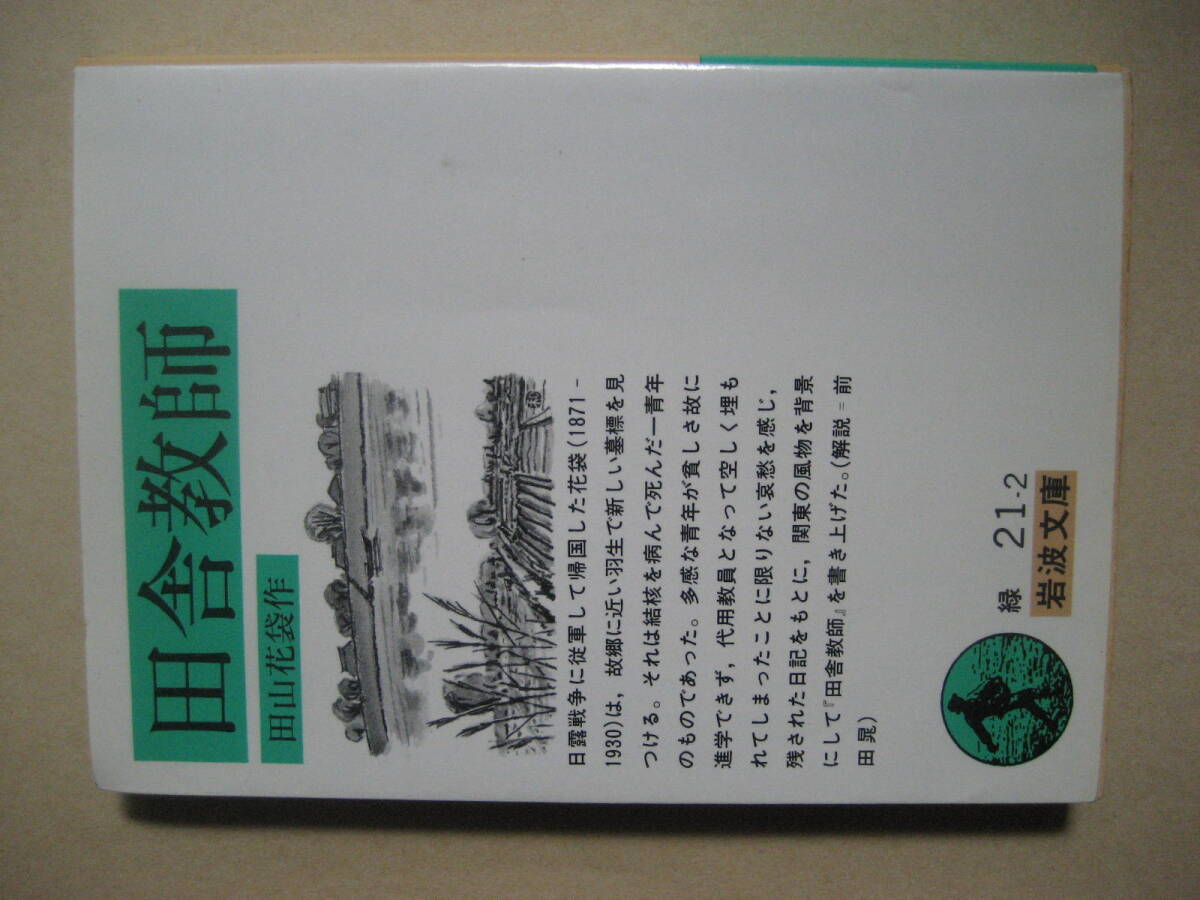 田舎教師
田山花袋作
日露戦争に従軍して帰国した花袋(1871-
1930)は，故郷に近い羽生で新しい墓標を見
つける。それは結核を病んで死んだ一青年
のものであった。多感な青年が貧しさ故に
進学できず，代用教員となって空しく埋も
れてしまったことに限りない哀愁を感じ，
残された日記をもとに，関東の風物を背景
にして『田舎教師』を書き上げた。(解説=前
田 晁)
緑 21-2
岩波文庫